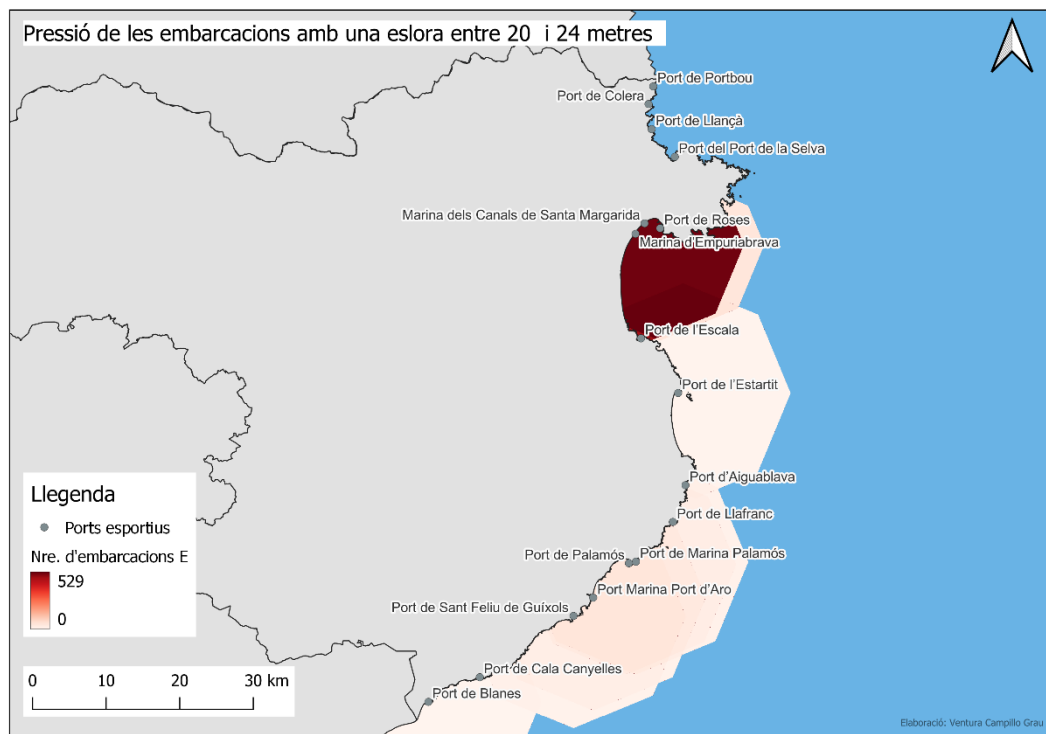 Pressió de les embarcacions amb una eslora entre 20 i 24 metres
Port de Portbou
Port de Colera
Port de Llançà
Port del Port de la Selva
Marina dels Canals de Santa Margarida
Port de Roses
Marina d'Empuriabrava
Port de l'Escala
Port de l'Estartit
Port d'Aiguablava
Port de Llafranc
Port de Palamós
Port de Marina Palamós
Port Marina Port d'Aro
Port de Sant Feliu de Guíxols
Port de Cala Canyelles
Port de Blanes
Llegenda
Ports esportius
Nre. d'embarcacions E
529
0
0 10 20 30 km
Elaboració: Ventura Campillo Grau